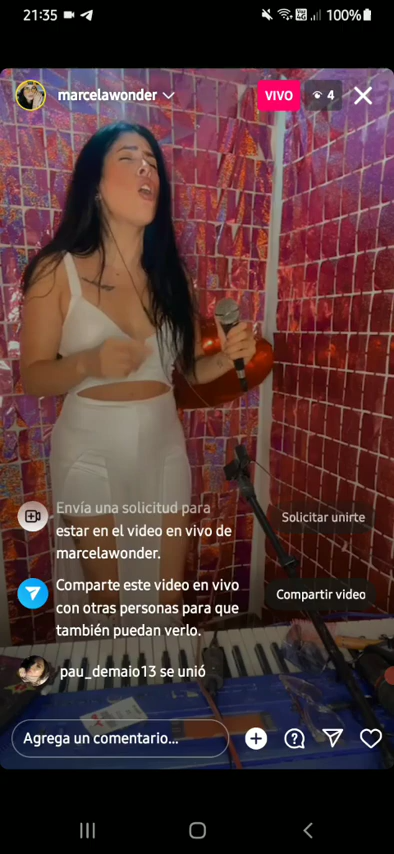 21:35
100%
marcelawonder
VIVO
4
Envía una solicitud para
estar en el video en vivo de
marcelawonder.
Solicitar unirte
Comparte este video en vivo
con otras personas para que
también puedan verlo.
Compartir video
pau_demaio13 se unió
Agrega un comentario...